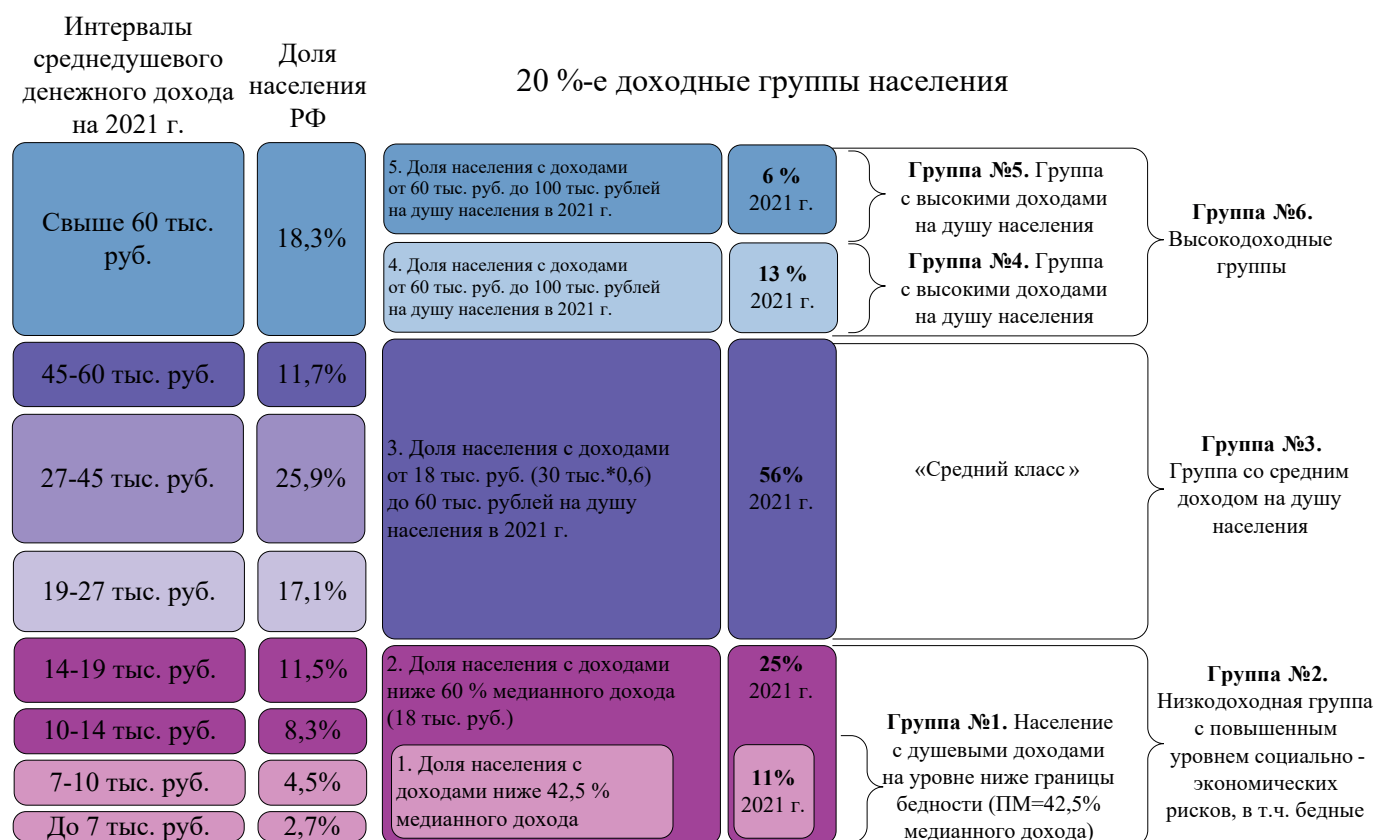 Интервалы
среднедушевого
денежного дохода
на 2021 г.
Доля
населения
РФ
20 %-е доходные группы населения
Свыше 60 тыс.
руб.
18,3%
45-60 тыс. руб.
11,7%
27-45 тыс. руб.
25,9%
19-27 тыс. руб.
17,1%
14-19 тыс. руб.
11,5%
10-14 тыс. руб.
8,3%
7-10 тыс. руб.
4,5%
До 7 тыс. руб.
2,7%
5. Доля населения с доходами
от 60 тыс. руб. до 100 тыс. рублей
на душу населения в 2021 г.
6 %
2021 г.
Группа №5. Группа
с высокими доходами
на душу населения
4. Доля населения с доходами
от 60 тыс. руб. до 100 тыс. рублей
на душу населения в 2021 г.
13 %
2021 г.
Группа №4. Группа
с высокими доходами
на душу населения
Группа №6.
Высокодоходные
группы
3. Доля населения с доходами
от 18 тыс. руб. (30 тыс.*0,6)
до 60 тыс. рублей на душу
населения в 2021 г.
56%
2021 г.
«Средний класс »
Группа №3.
Группа со средним
доходом на душу
населения
2. Доля населения с доходами
ниже 60 % медианного дохода
(18 тыс. руб.)
25%
2021 г.
1. Доля населения с
доходами ниже 42,5 %
медианного дохода
11%
2021 г.
Группа №1. Население
с душевыми доходами
на уровне ниже границы
бедности (ПМ=42,5%
медианного дохода)
Группа №2.
Низкодоходная группа
с повышенным
уровнем социально -
экономических
рисков, в т.ч. бедные